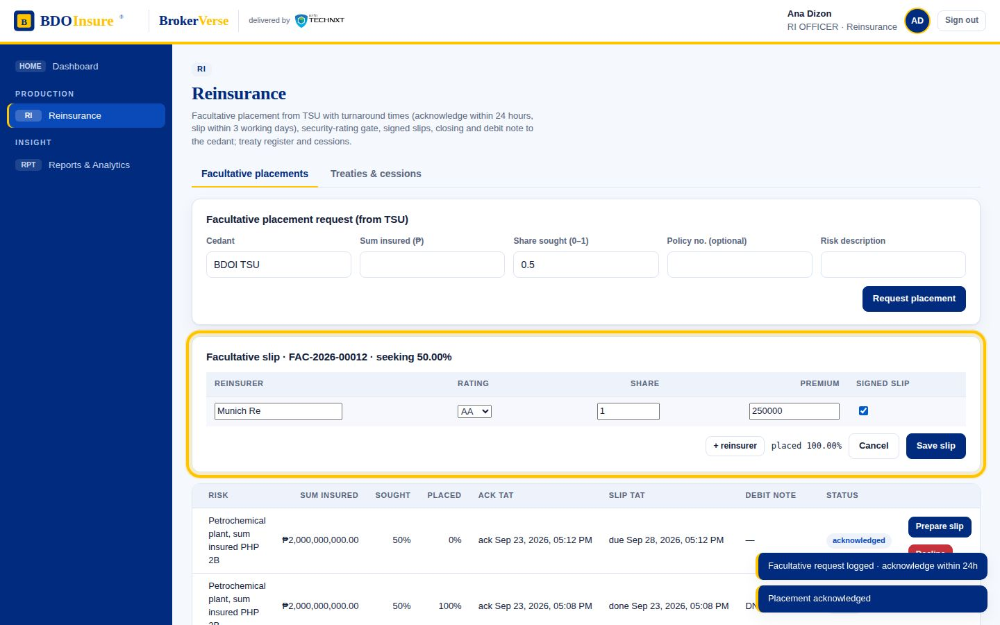 B BDOInsure ® BrokerVerse delivered by TECHNXT
Ana Dizon
RI OFFICER · Reinsurance
AD
Sign out
HOME Dashboard
PRODUCTION
RI Reinsurance
INSIGHT
RPT Reports & Analytics
RI
Reinsurance
Facultative placement from TSU with turnaround times (acknowledge within 24 hours,
slip within 3 working days), security-rating gate, signed slips, closing and debit note to
the cedant; treaty register and cessions.
Facultative placements Treaties & cessions
Facultative placement request (from TSU)
Cedant Sum insured (₱) Share sought (0–1) Policy no. (optional) Risk description
BDOI TSU 0.5
Request placement
Facultative slip · FAC-2026-00012 · seeking 50.00%
REINSURER RATING SHARE PREMIUM SIGNED SLIP
Munich Re AA 1 250000
+ reinsurer placed 100.00% Cancel Save slip
RISK SUM INSURED SOUGHT PLACED ACK TAT SLIP TAT DEBIT NOTE STATUS
Petrochemical
plant, sum
insured PHP
2B
₱2,000,000,000.00 50% 0% ack Sep 23, 2026, 05:12 PM due Sep 28, 2026, 05:12 PM — acknowledged
Prepare slip
Petrochemical
plant, sum
insured PHP
2B
₱2,000,000,000.00 50% 100% ack Sep 23, 2026, 05:08 PM done Sep 23, 2026, 05:08 PM
Facultative request logged · acknowledge within 24h
Placement acknowledged